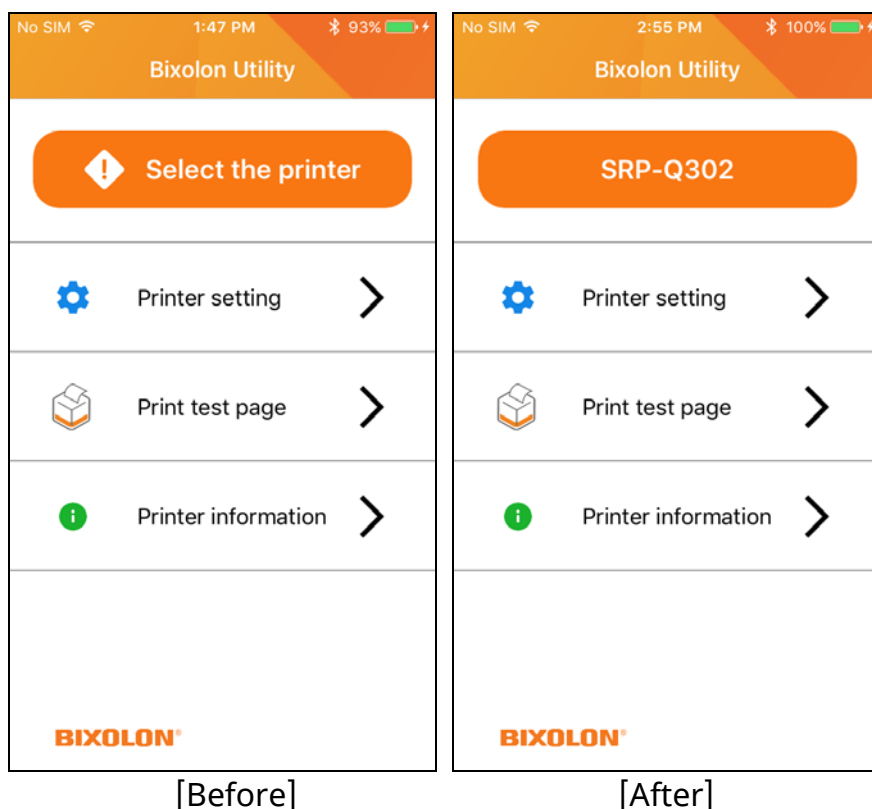 No SIM 1:47 PM 93%
Bixolon Utility
Select the printer
Printer setting
Print test page
Printer information
BIXOLON®
[Before]
No SIM 2:55 PM 100%
Bixolon Utility
SRP-Q302
Printer setting
Print test page
Printer information
BIXOLON®
[After]